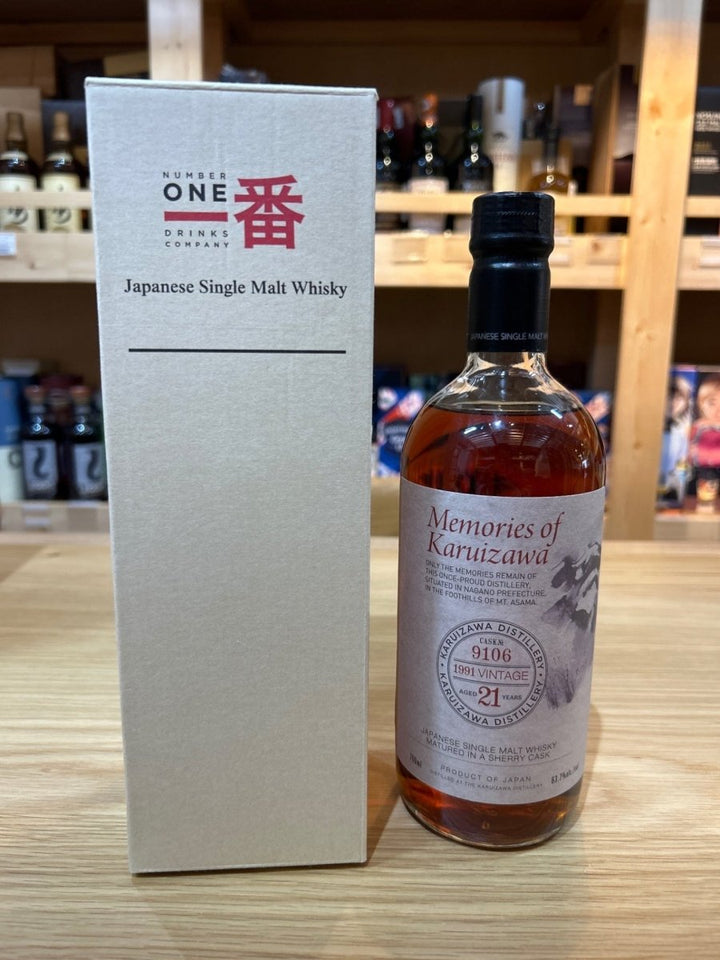 NUMBER
ONE
DRINKS
COMPANY
番
Japanese Single Malt Whisky
JAPANESE SINGLE MALT
Memories of
Karuizawa
ONLY THE MEMORIES REMAIN OF
THIS ONCE-PROUD DISTILLERY,
SITUATED IN NAGANO PREFECTURE,
IN THE FOOTHILLS OF MT. ASAMA.
KARUIZAWA DISTILLERY
CASK №
9106
1991 VINTAGE
AGED 21 YEARS
KARUIZAWA DISTILLERY
JAPANESE SINGLE MALT WHISKY
MATURED IN A SHERRY CASK
700ml
PRODUCT OF JAPAN
DISTILLED AT THE KARUIZAWA DISTILLERY